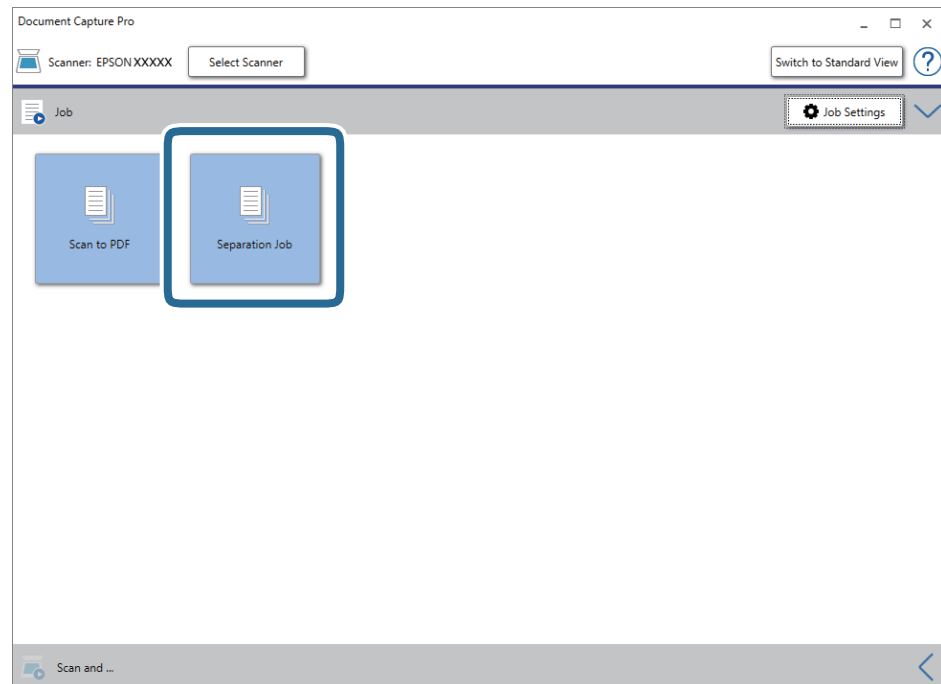 Document Capture Pro
Scanner: EPSON XXXXX
Select Scanner
Switch to Standard View
?
Job
Job Settings
Scan to PDF
Separation Job
Scan and ...